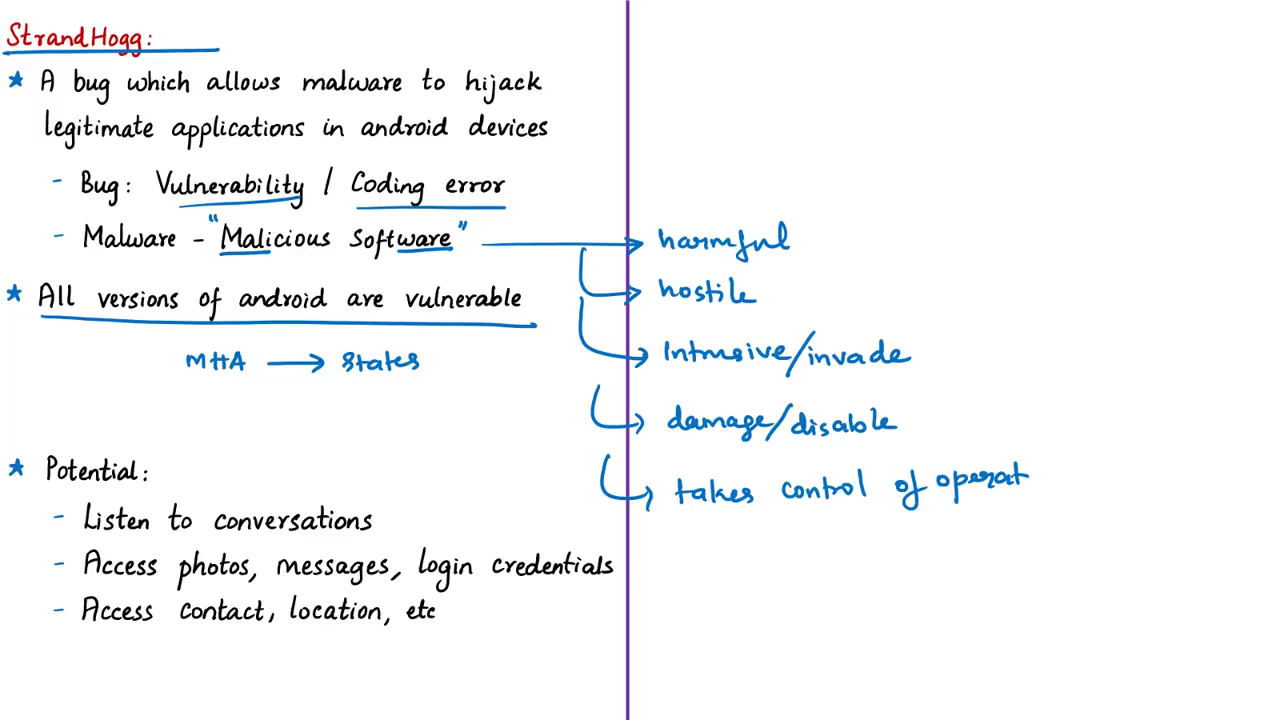 StrandHogg:
* A bug which allows malware to hijack
legitimate applications in android devices
- Bug: Vulnerability / Coding error
- Malware - "Malicious Software"
* All versions of android are vulnerable
MHA → States
* Potential:
- Listen to conversations
- Access photos, messages, login credentials
- Access contact, location, etc
harmful
hostile
Intrusive/invade
damage/disable
takes control of operat